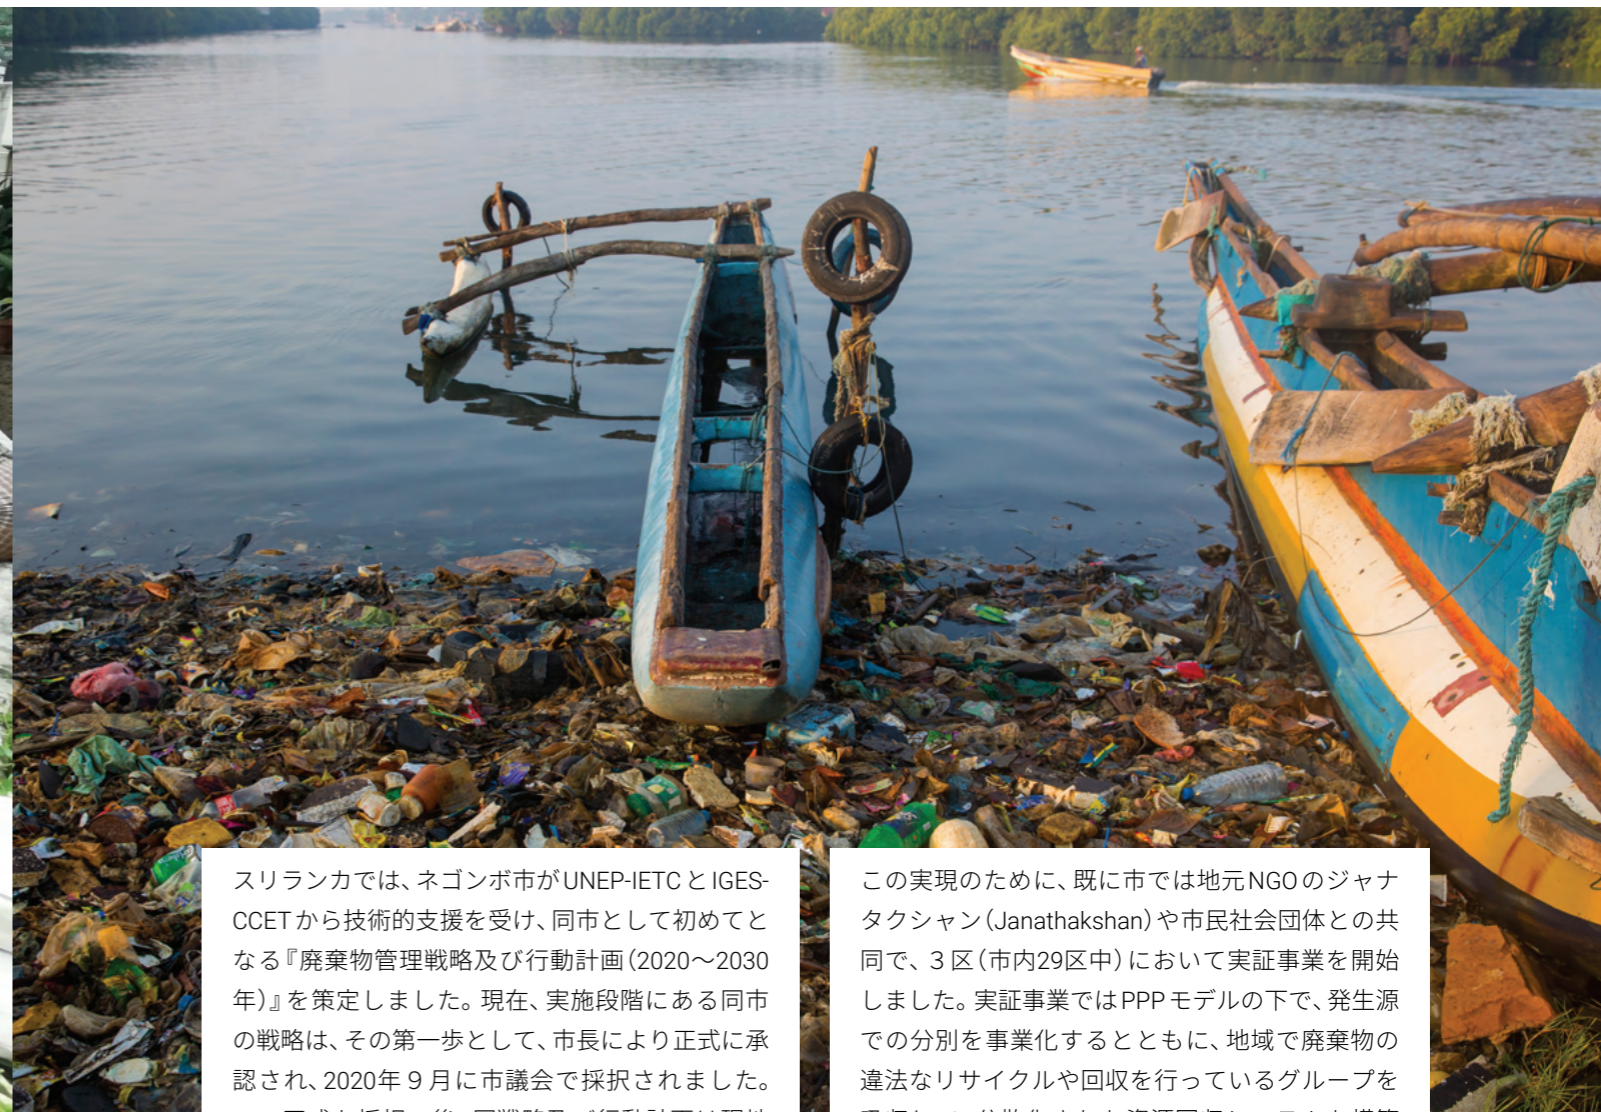 スリランカでは、ネゴンボ市がUNEP-IETCとIGES-
CCETから技術的支援を受け、同市として初めてと
なる『廃棄物管理戦略及び行動計画（2020〜2030
年）』を策定しました。現在、実施段階にある同市
の戦略は、その第一歩として、市長により正式に承
認され、2020年９月に市議会で採択されました。
この実現のために、既に市では地元NGOのジャナ
タクシャン（Janathakshan）や市民社会団体との共
同で、３区（市内29区中）において実証事業を開始
しました。実証事業ではPPPモデルの下で、発生源
での分別を事業化するとともに、地域で廃棄物の
違法なリサイクルや回収を行っているグループを